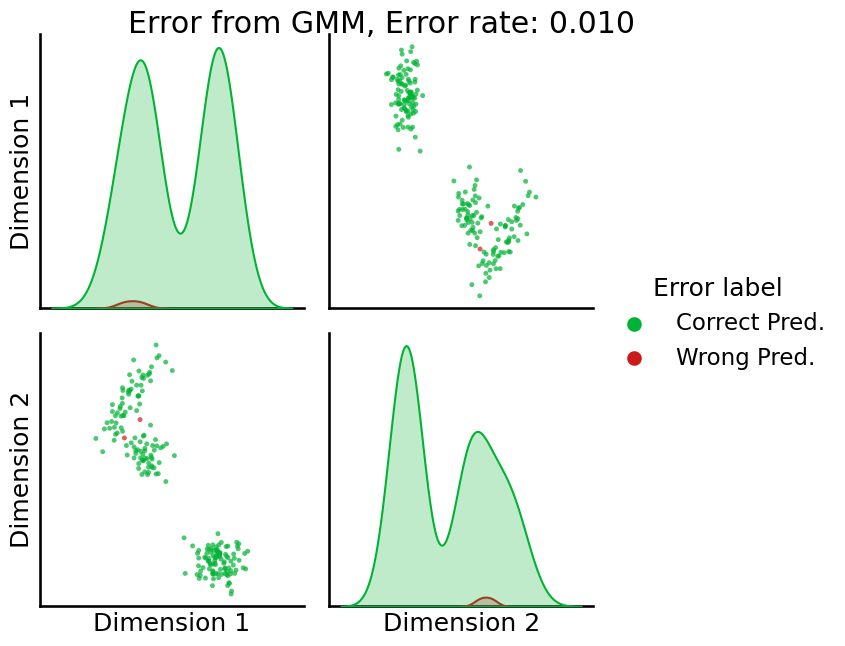 Error from GMM, Error rate: 0.010
Dimension 1
Dimension 2
Dimension 1
Dimension 2
Error label
Correct Pred.
Wrong Pred.